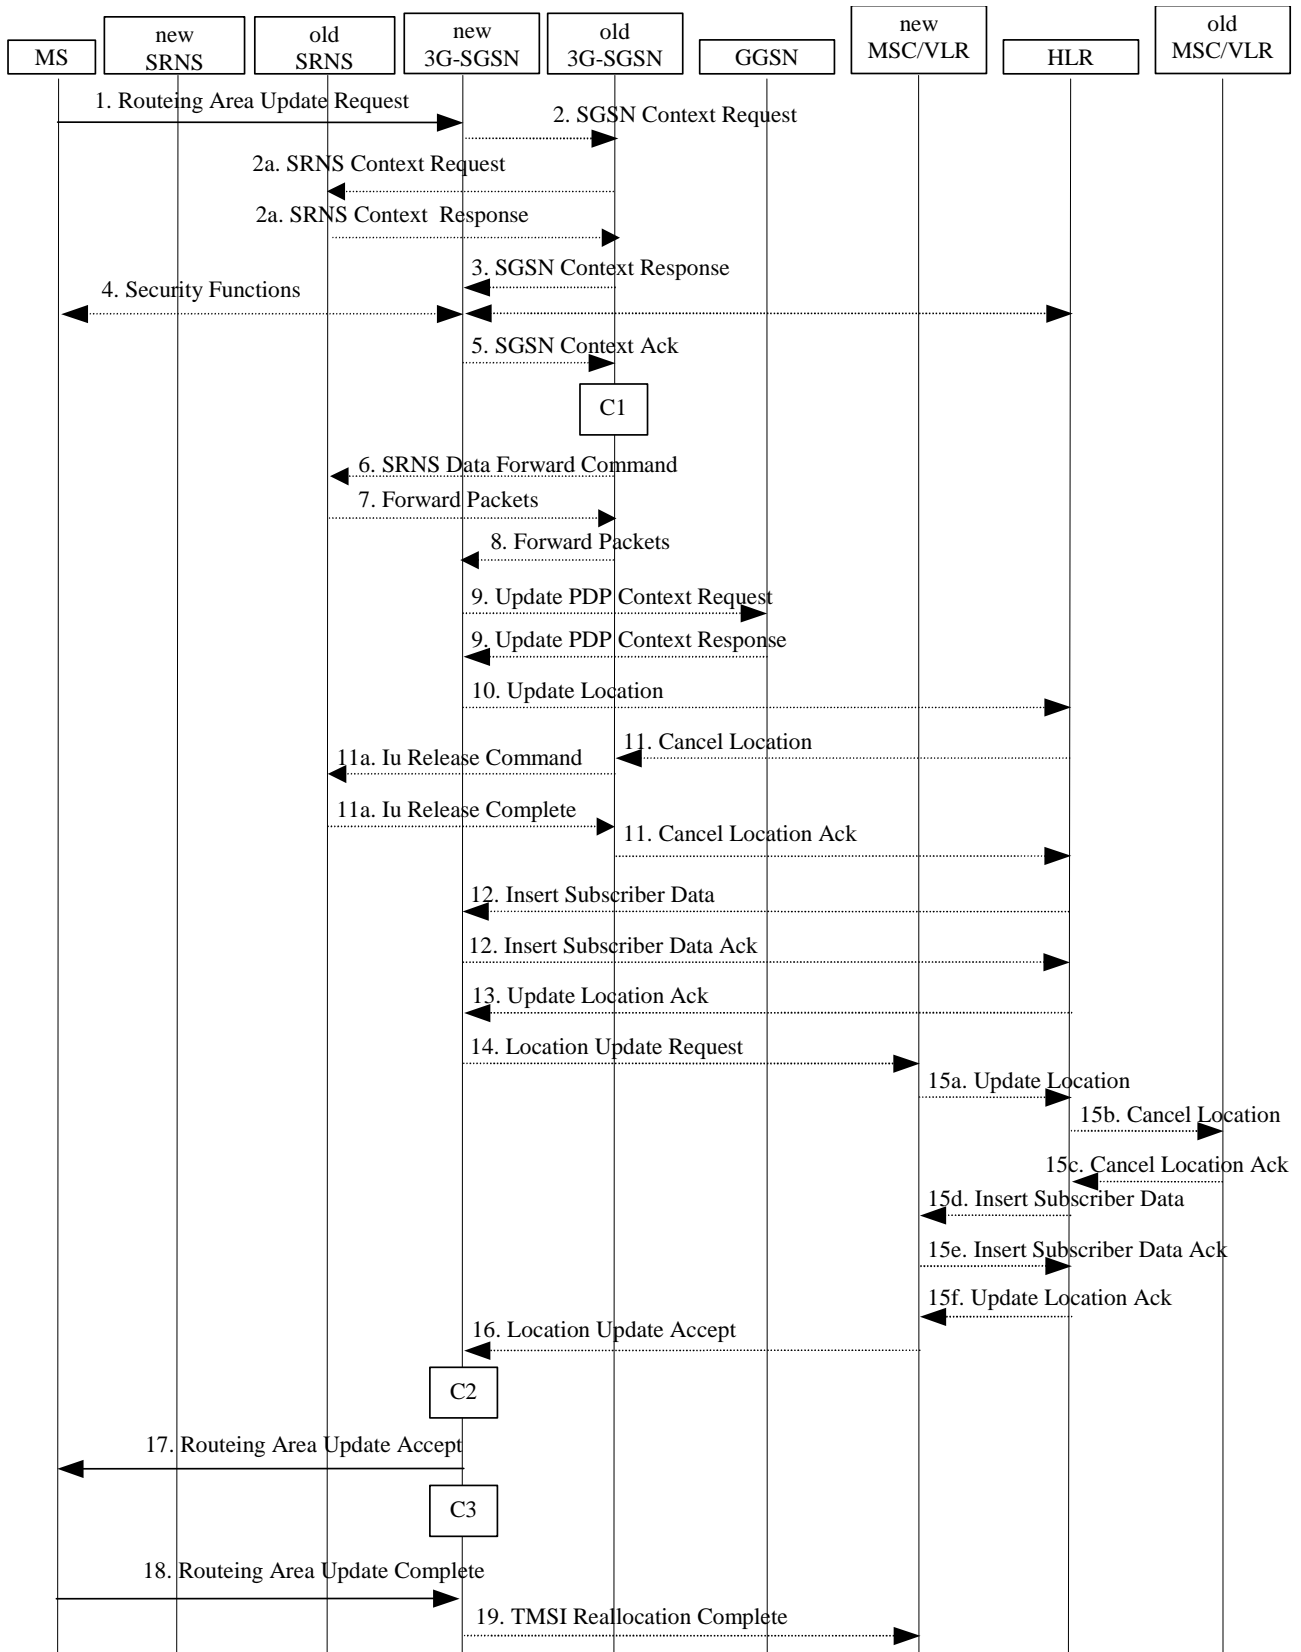 MS
new
SRNS
old
SRNS
new
3G-SGSN
old
3G-SGSN
GGSN
new
MSC/VLR
HLR
old
MSC/VLR
1. Routeing Area Update Request
2. SGSN Context Request
2a. SRNS Context Request
2a. SRNS Context Response
3. SGSN Context Response
4. Security Functions
5. SGSN Context Ack
C1
6. SRNS Data Forward Command
7. Forward Packets
8. Forward Packets
9. Update PDP Context Request
9. Update PDP Context Response
10. Update Location
11. Cancel Location
11a. Iu Release Command
11a. Iu Release Complete
11. Cancel Location Ack
12. Insert Subscriber Data
12. Insert Subscriber Data Ack
13. Update Location Ack
14. Location Update Request
15a. Update Location
15b. Cancel Location
15c. Cancel Location Ack
15d. Insert Subscriber Data
15e. Insert Subscriber Data Ack
15f. Update Location Ack
16. Location Update Accept
C2
17. Routeing Area Update Accept
C3
18. Routeing Area Update Complete
19. TMSI Reallocation Complete